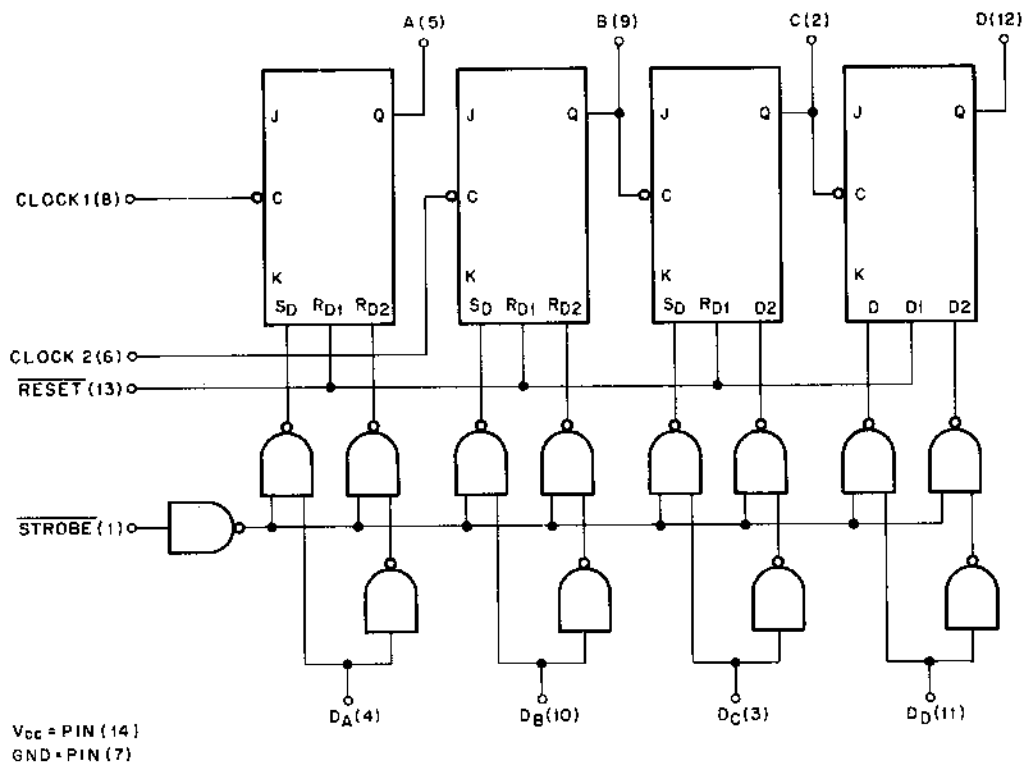 A(5) B(9) C(2) D(12)
J Q J Q J Q J Q
CLOCK 1(8) C C C C
K K K K
SD RD1 RD2 SD RD1 RD2 SD RD1 D2 D D1 D2
CLOCK 2(6)
RESET (13)
STROBE (1)
DA(4) DB(10) DC(3) DD(11)
VCC = PIN (14)
GND = PIN (7)